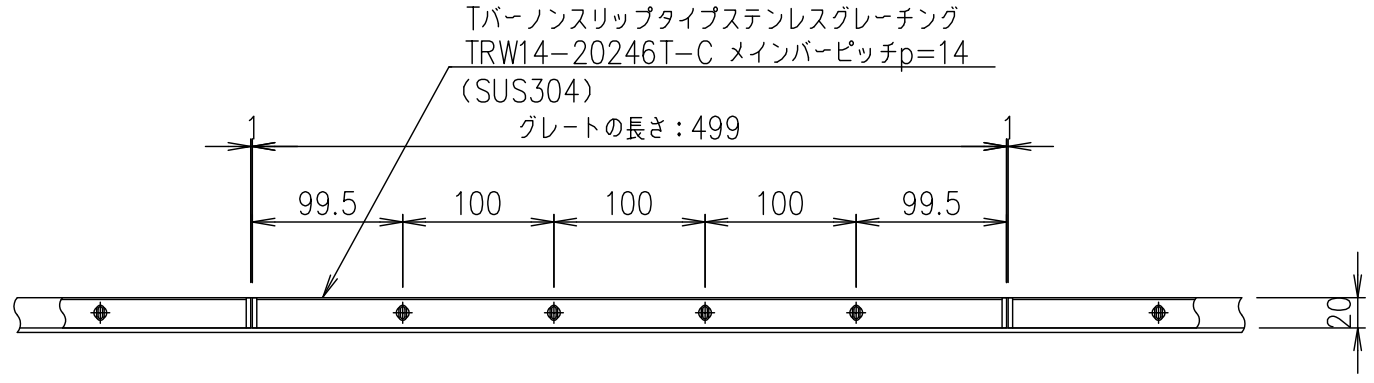 Tバーノンスリップタイプステンレスグレーチング
TRW14-20246T-C メインバーピッチp=14
(SUS304)
グレートの長さ:499
1 1
99.5 100 100 100 99.5
20